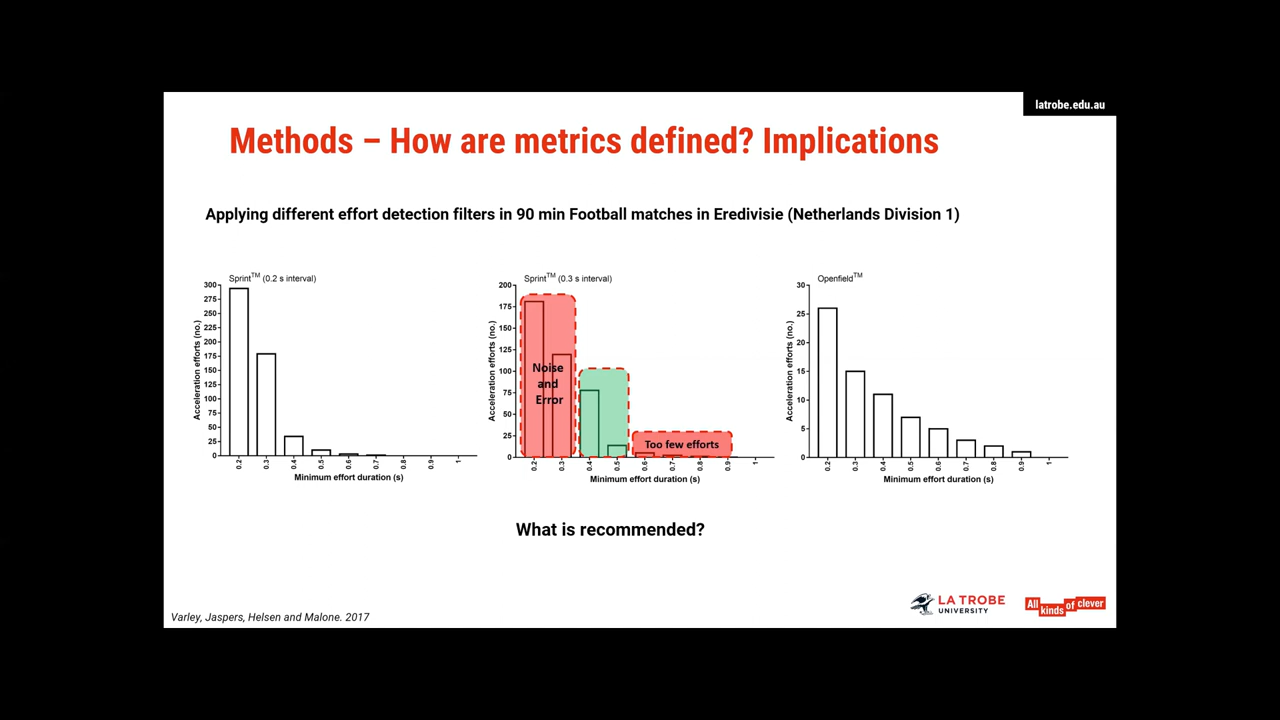 latrobe.edu.au
Methods – How are metrics defined? Implications
Applying different effort detection filters in 90 min Football matches in Eredivisie (Netherlands Division 1)
Sprint™ (0.2 s interval)
Acceleration efforts (no.)
300
275
250
225
200
175
150
125
100
75
50
25
0
0.2 0.3 0.4 0.5 0.6 0.7 0.8 0.9 1
Minimum effort duration (s)
Sprint™ (0.3 s interval)
Acceleration efforts (no.)
200
175
150
125
100
75
50
25
0
Noise
and
Error
Too few efforts
0.2 0.3 0.4 0.5 0.6 0.7 0.8 0.9 1
Minimum effort duration (s)
Openfield™
Acceleration efforts (no.)
30
25
20
15
10
5
0
0.2 0.3 0.4 0.5 0.6 0.7 0.8 0.9 1
Minimum effort duration (s)
What is recommended?
Varley, Jaspers, Helsen and Malone. 2017
LA TROBE
UNIVERSITY
All kinds of clever